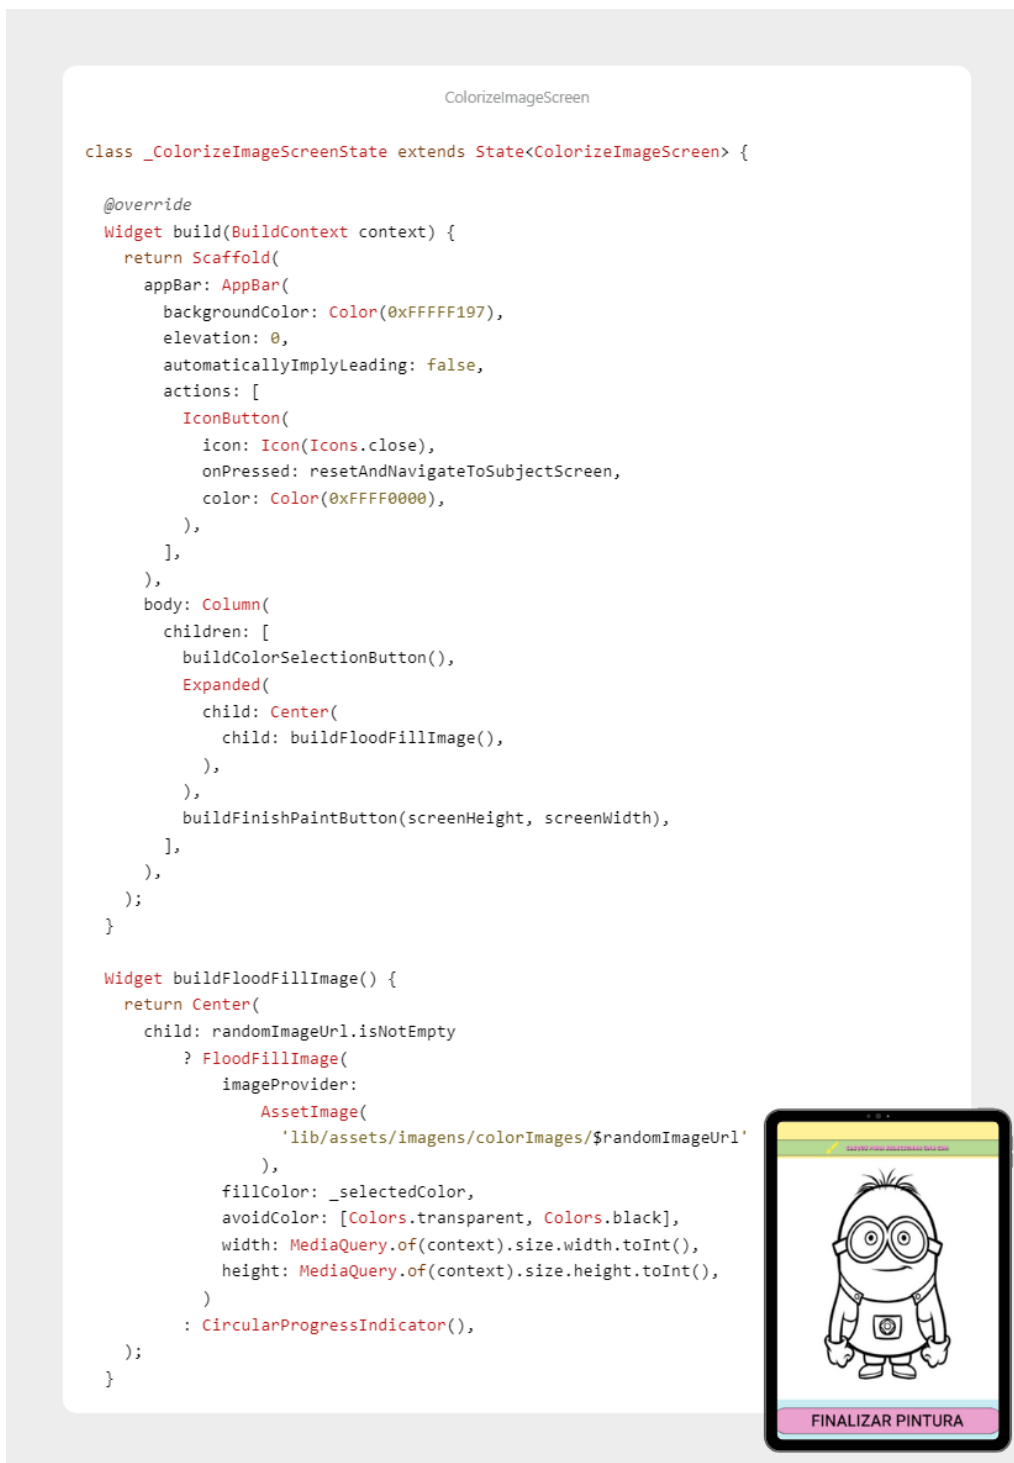 ColorizeImageScreen
class _ColorizeImageScreenState extends State<ColorizeImageScreen> {
@override
Widget build(BuildContext context) {
return Scaffold(
appBar: AppBar(
backgroundColor: Color(0xFFFFF197),
elevation: 0,
automaticallyImplyLeading: false,
actions: [
IconButton(
icon: Icon(Icons.close),
onPressed: resetAndNavigateToSubjectScreen,
color: Color(0xFFFF0000),
),
],
),
body: Column(
children: [
buildColorSelectionButton(),
Expanded(
child: Center(
child: buildFloodFillImage(),
),
),
buildFinishPaintButton(screenHeight, screenWidth),
],
),
);
}
Widget buildFloodFillImage() {
return Center(
child: randomImageUrl.isNotEmpty
? FloodFillImage(
imageProvider:
AssetImage(
'lib/assets/imagens/colorImages/$randomImageUrl'
),
fillColor: _selectedColor,
avoidColor: [Colors.transparent, Colors.black],
width: MediaQuery.of(context).size.width.toInt(),
height: MediaQuery.of(context).size.height.toInt(),
)
: CircularProgressIndicator(),
);
}
FINALIZAR PINTURA